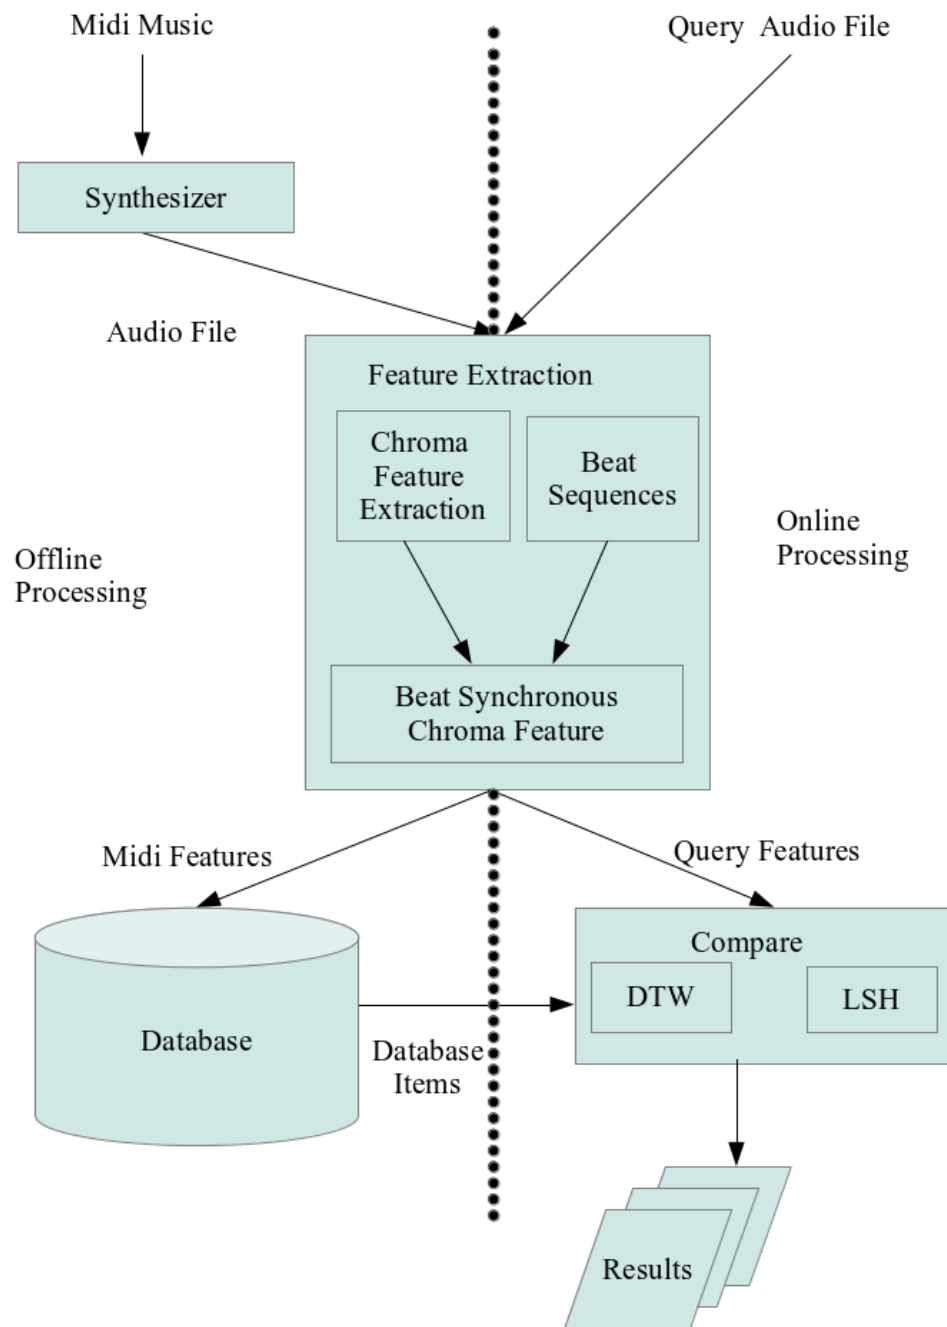 Midi Music
Query Audio File
Synthesizer
Audio File
Feature Extraction
Chroma
Feature
Extraction
Beat
Sequences
Offline
Processing
Online
Processing
Beat Synchronous
Chroma Feature
Midi Features
Query Features
Compare
DTW
LSH
Database
Database
Items
Results